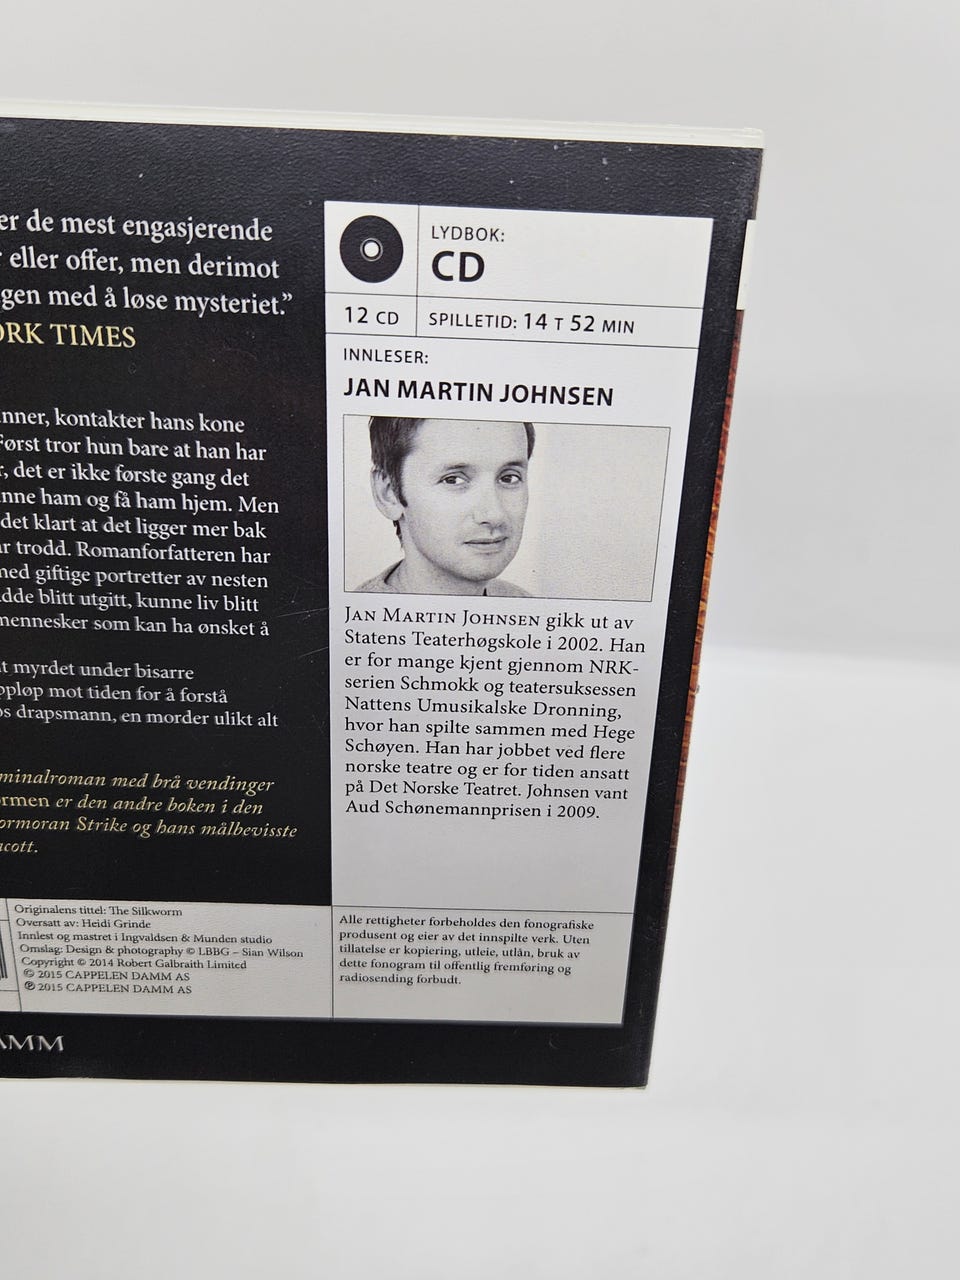 er de mest engasjerende
eller offer, men derimot
gen med å løse mysteriet.”
ORK TIMES
kontakter hans kone
Først tror hun bare at han har
det er ikke første gang det
ham og få ham hjem. Men
det klart at det ligger mer bak
trodd. Romanforfatteren har
med giftige portretter av nesten
blitt utgitt, kunne liv blitt
mennesker som kan ha ønsket å
myrdet under bisarre
mot tiden for å forstå
drapsmann, en morder ulikt alt
med brå vendinger
er den andre boken i den
Strike og hans målbevisste
LYDBOK:
CD
12 CD
SPILLETID: 14 T 52 MIN
INNLESER:
JAN MARTIN JOHNSEN
JAN MARTIN JOHNSEN gikk ut av
Statens Teaterhøgskole i 2002. Han
er for mange kjent gjennom NRK-
serien Schmokk og teatersuksessen
Nattens Umusikalske Dronning,
hvor han spilte sammen med Hege
Schøyen. Han har jobbet ved flere
norske teatre og er for tiden ansatt
på Det Norske Teatret. Johnsen vant
Aud Schønemannprisen i 2009.
Originalens tittel: The Silkworm
Oversatt av: Heidi Grinde
Innlest og mastret i Ingvaldsen & Munden studio
Omslag: Design & photography © LBBG – Sian Wilson
Copyright © 2014 Robert Galbraith Limited
© 2015 CAPPELEN DAMM AS
℗ 2015 CAPPELEN DAMM AS
Alle rettigheter forbeholdes den fonografiske
produsent og eier av det innspilte verk. Uten
tillatelse er kopiering, utleie, utlån, bruk av
dette fonogram til offentlig fremføring og
radiosending forbudt.
AMM